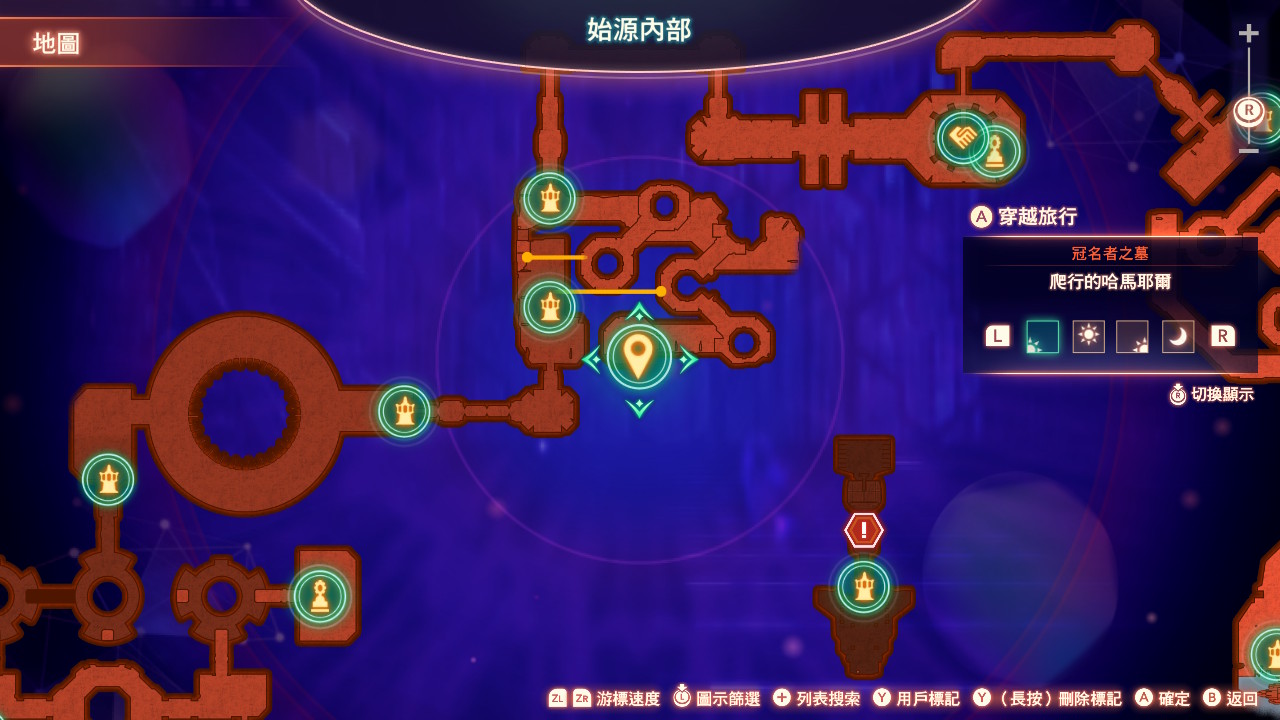 始源內部
地圖
R
A 穿越旅行
冠名者之墓
爬行的哈馬耶爾
L R
R 切換顯示
ZL ZR 游標速度 L 圖示篩選 + 列表搜索 Y 用戶標記 Y （長按）刪除標記 A 確定 B 返回